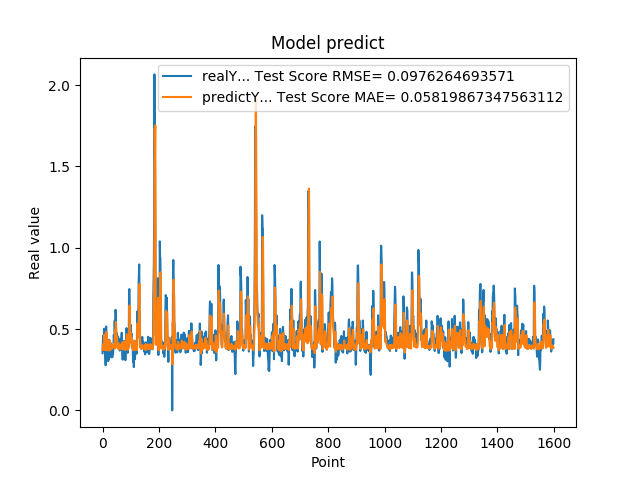 Model predict
realY... Test Score RMSE= 0.0976264693571
predictY... Test Score MAE= 0.05819867347563112
2.0
1.5
1.0
0.5
0.0
Real value
0 200 400 600 800 1000 1200 1400 1600
Point